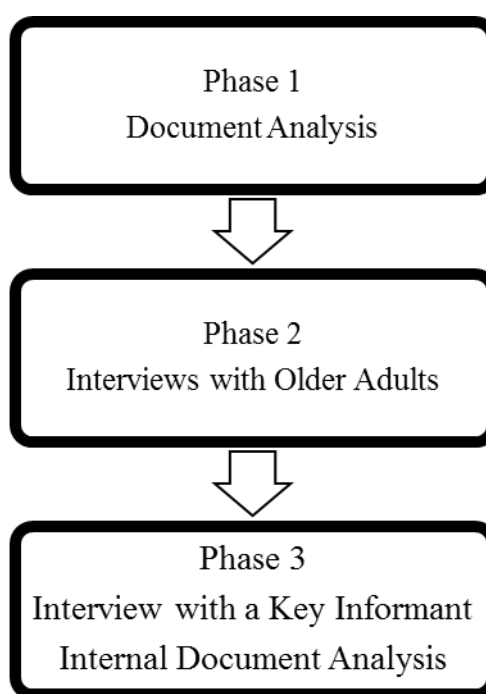 Phase 1
Document Analysis
Phase 2
Interviews with Older Adults
Phase 3
Interview with a Key Informant
Internal Document Analysis